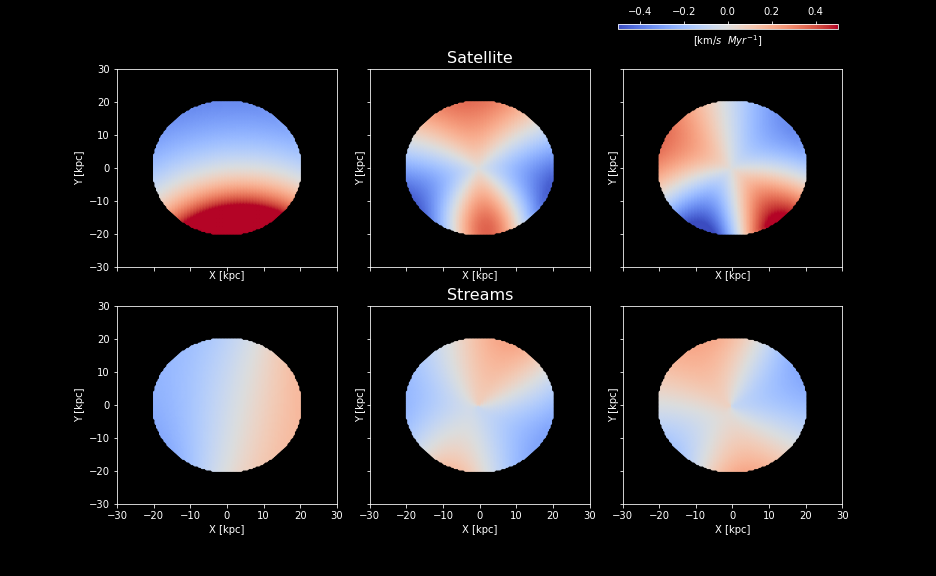 −0.4 −0.2 0.0 0.2 0.4
[km/s Myr⁻¹]
Satellite
30
20
10
0
−10
−20
−30
Y [kpc]
X [kpc]
Y [kpc]
X [kpc]
Y [kpc]
X [kpc]
Streams
30
20
10
0
−10
−20
−30
Y [kpc]
−30 −20 −10 0 10 20 30
X [kpc]
Y [kpc]
−30 −20 −10 0 10 20 30
X [kpc]
Y [kpc]
−30 −20 −10 0 10 20 30
X [kpc]